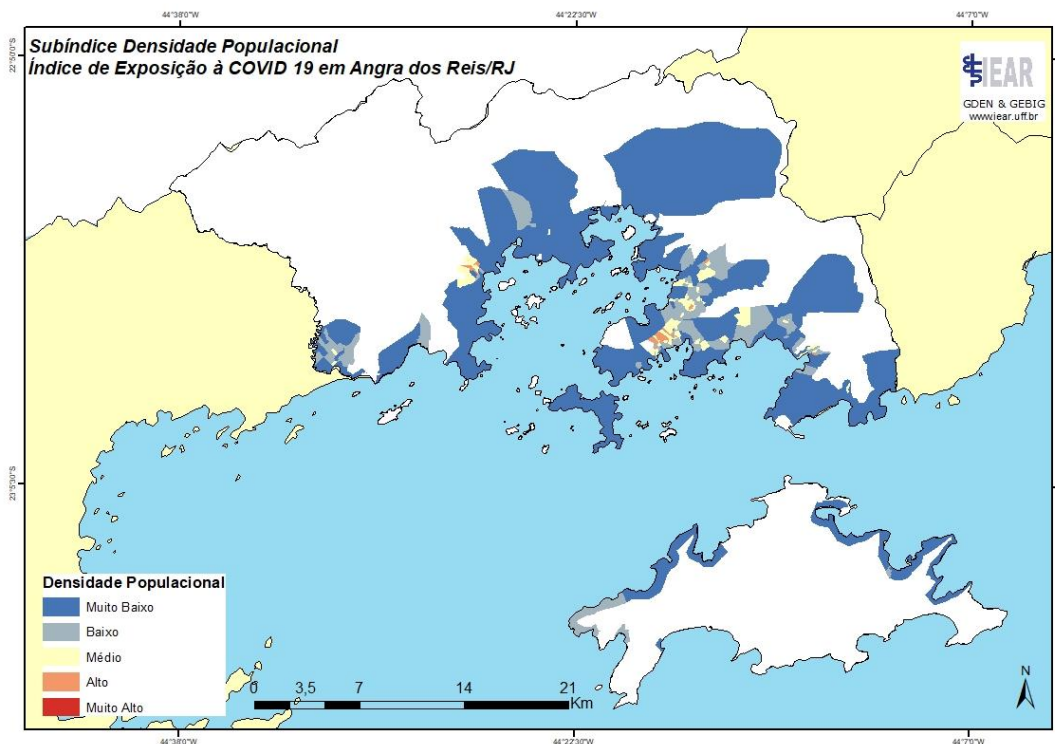 44°38'0"W
44°22'30"W
44°7'0"W
Subíndice Densidade Populacional
Índice de Exposição à COVID 19 em Angra dos Reis/RJ
IEAR
GDEN & GEBIG
www.iear.uff.br
22°50'0"S
23°5'30"S
Densidade Populacional
Muito Baixo
Baixo
Médio
Alto
Muito Alto
0 3,5 7 14 21
Km
N
44°38'0"W
44°22'30"W
44°7'0"W